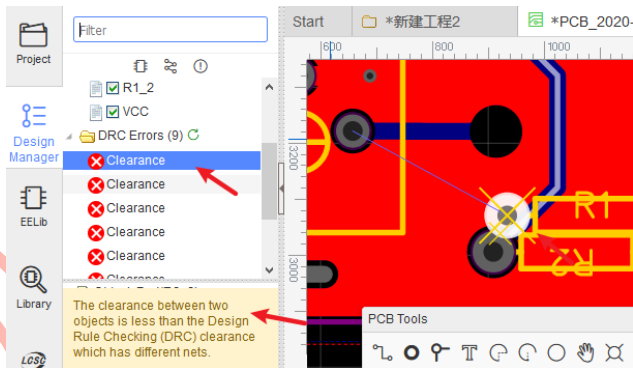 Start
*新建工程2
*PCB_2020-
Filter
Project
R1_2
VCC
DRC Errors (9)
Design
Manager
Clearance
Clearance
Clearance
Clearance
Clearance
Clearance
EELib
Library
LCSC
The clearance between two
objects is less than the Design
Rule Checking (DRC) clearance
which has different nets.
600
800
1000
3200
3000
R1
R2
PCB Tools
T